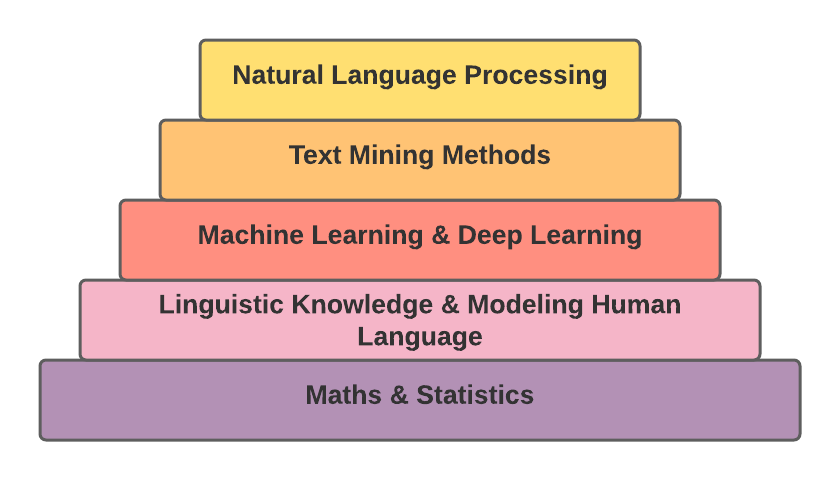 Natural Language Processing
Text Mining Methods
Machine Learning & Deep Learning
Linguistic Knowledge & Modeling Human
Language
Maths & Statistics